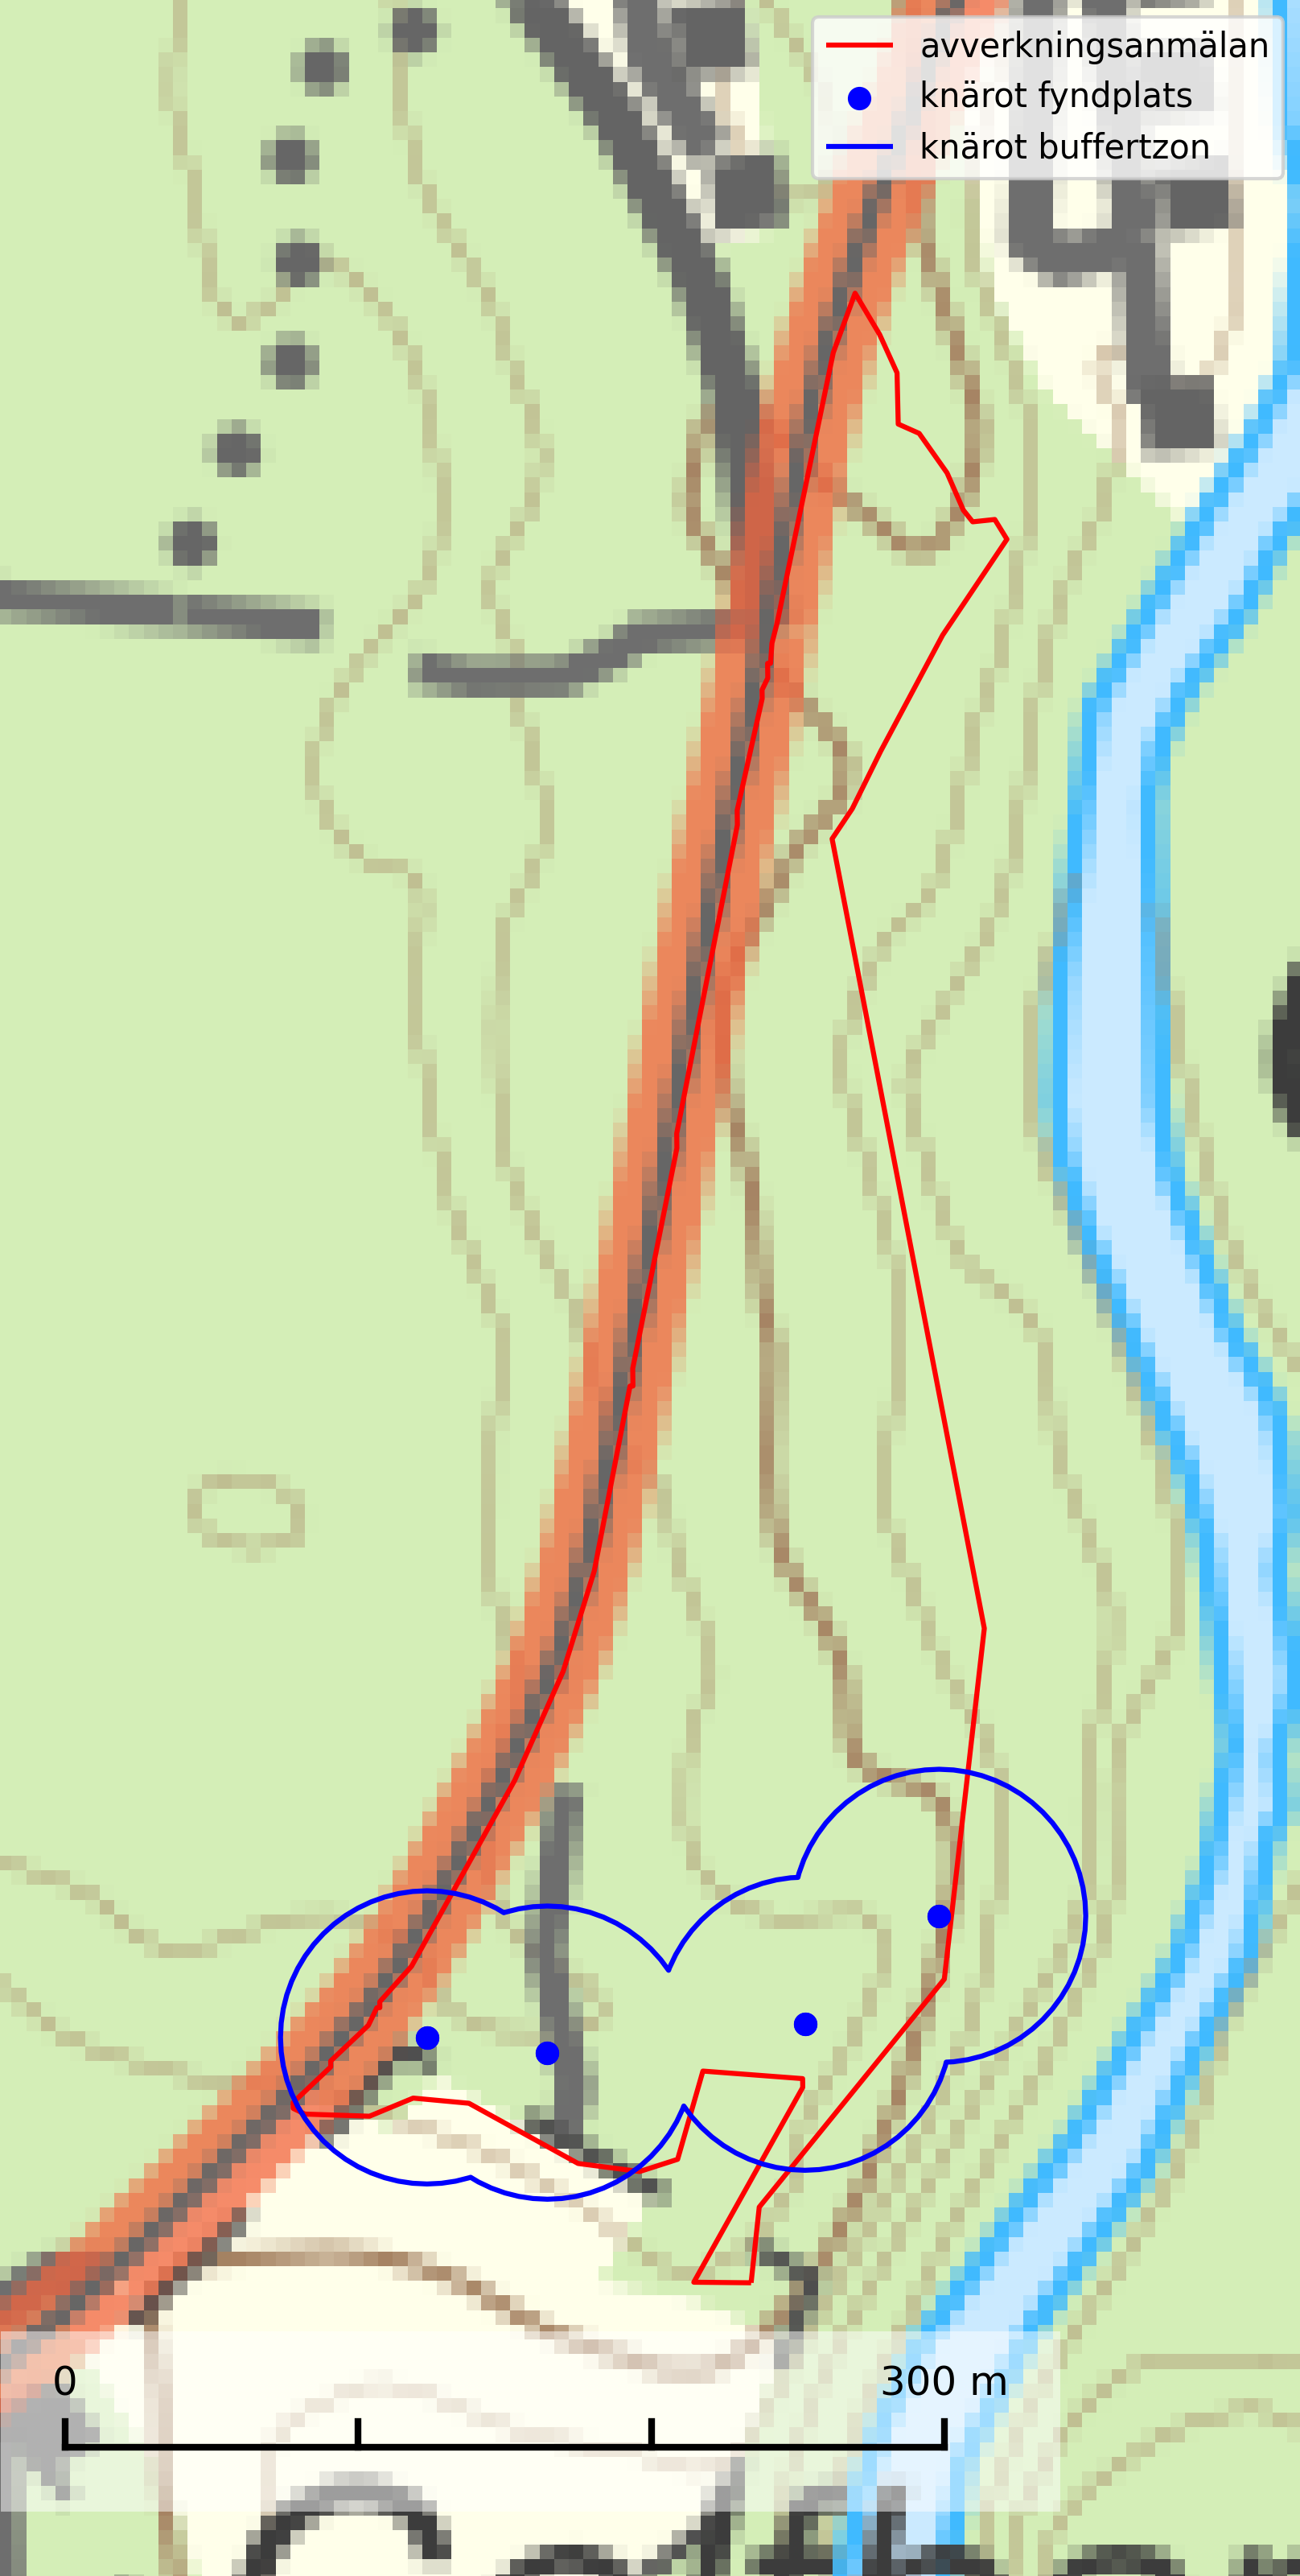 avverkningsanmälan
knärot fyndplats
knärot buffertzon
0 300 m